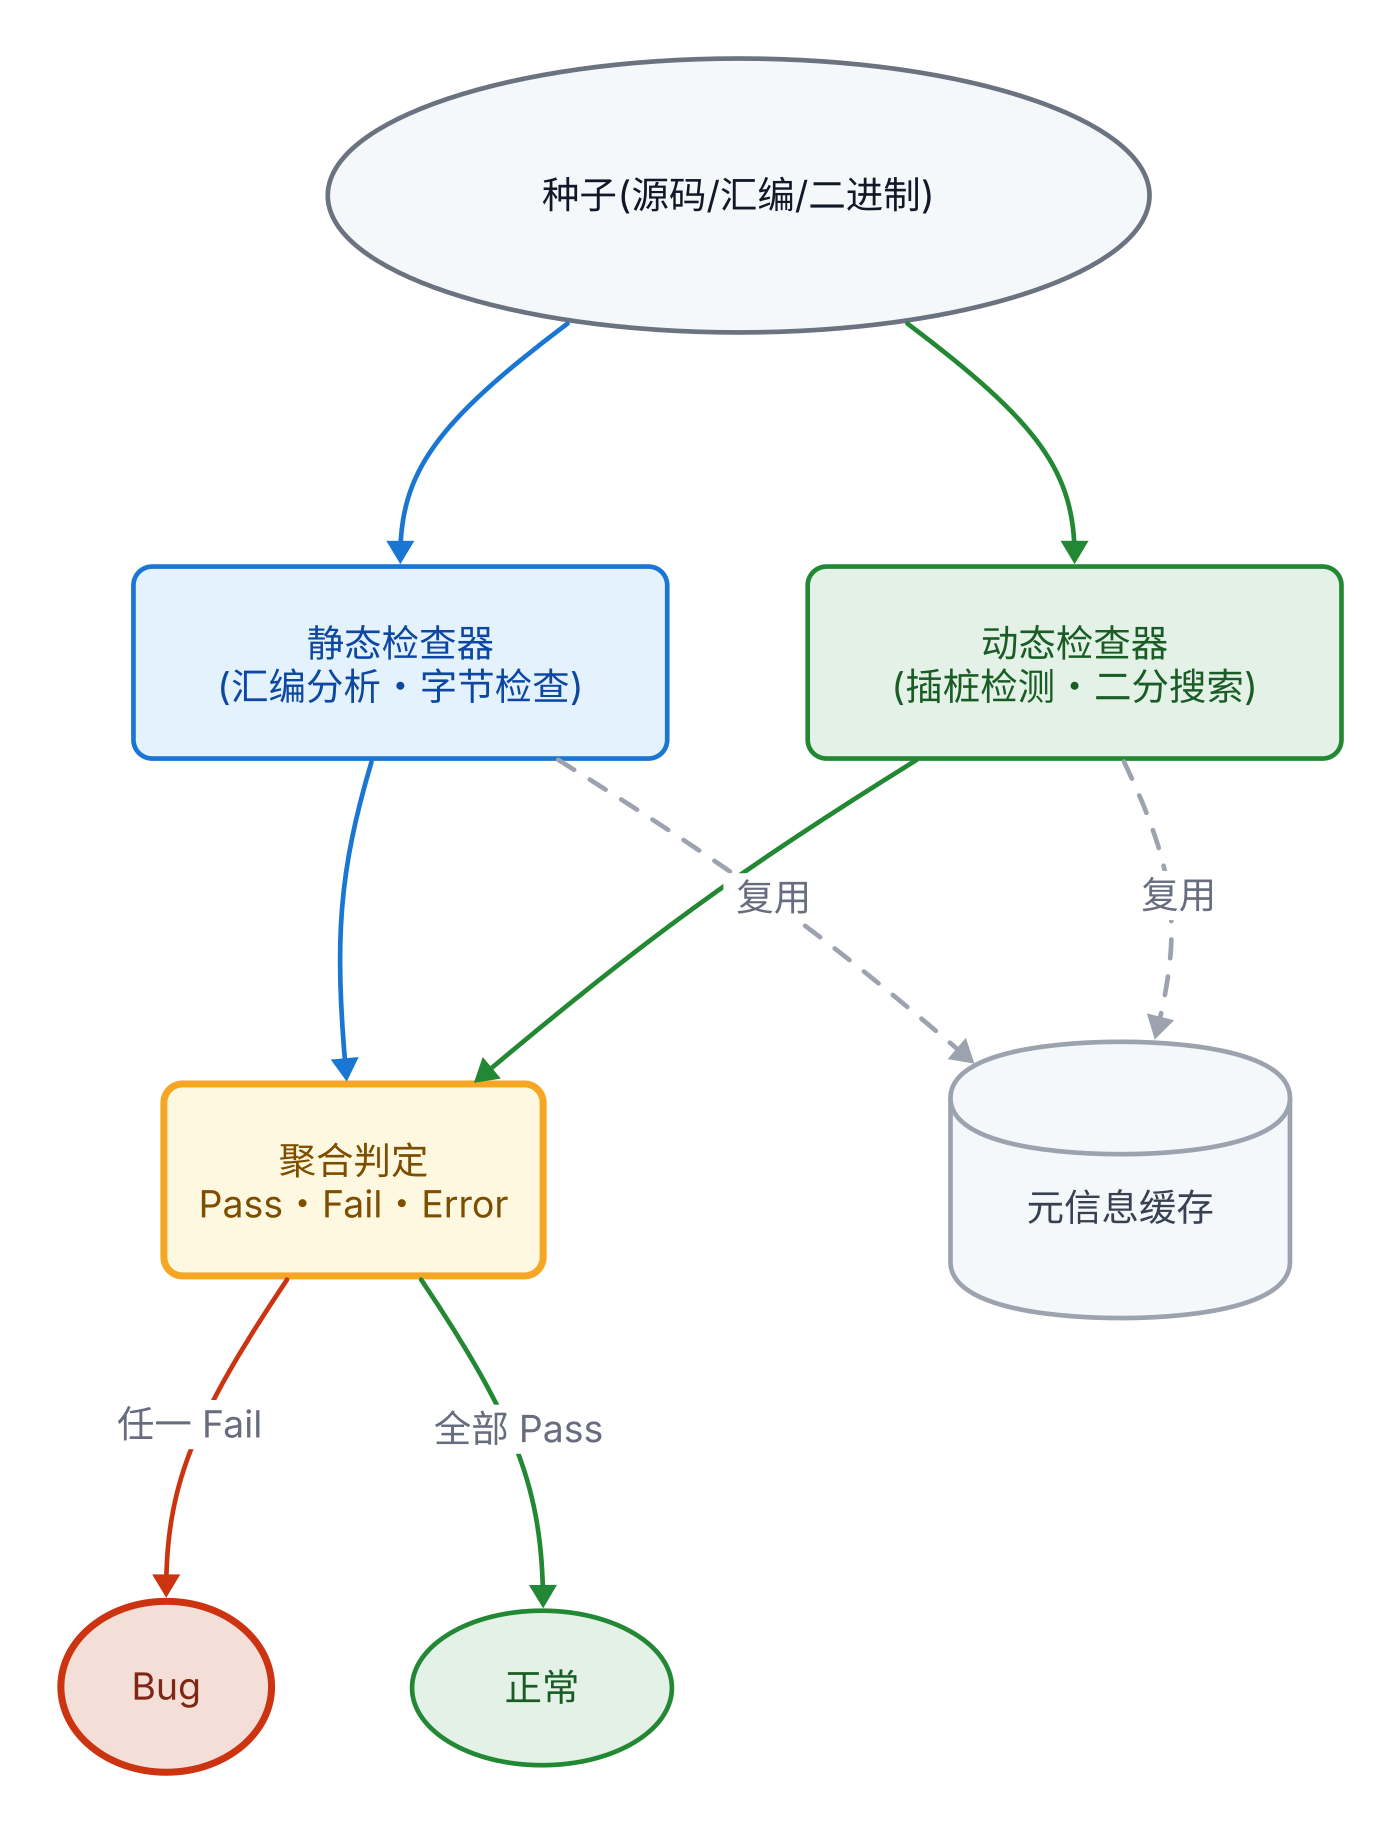 种子(源码/汇编/二进制)
静态检查器
(汇编分析・字节检查)
动态检查器
(插桩检测・二分搜索)
复用
复用
聚合判定
Pass・Fail・Error
元信息缓存
任一 Fail
全部 Pass
Bug
正常